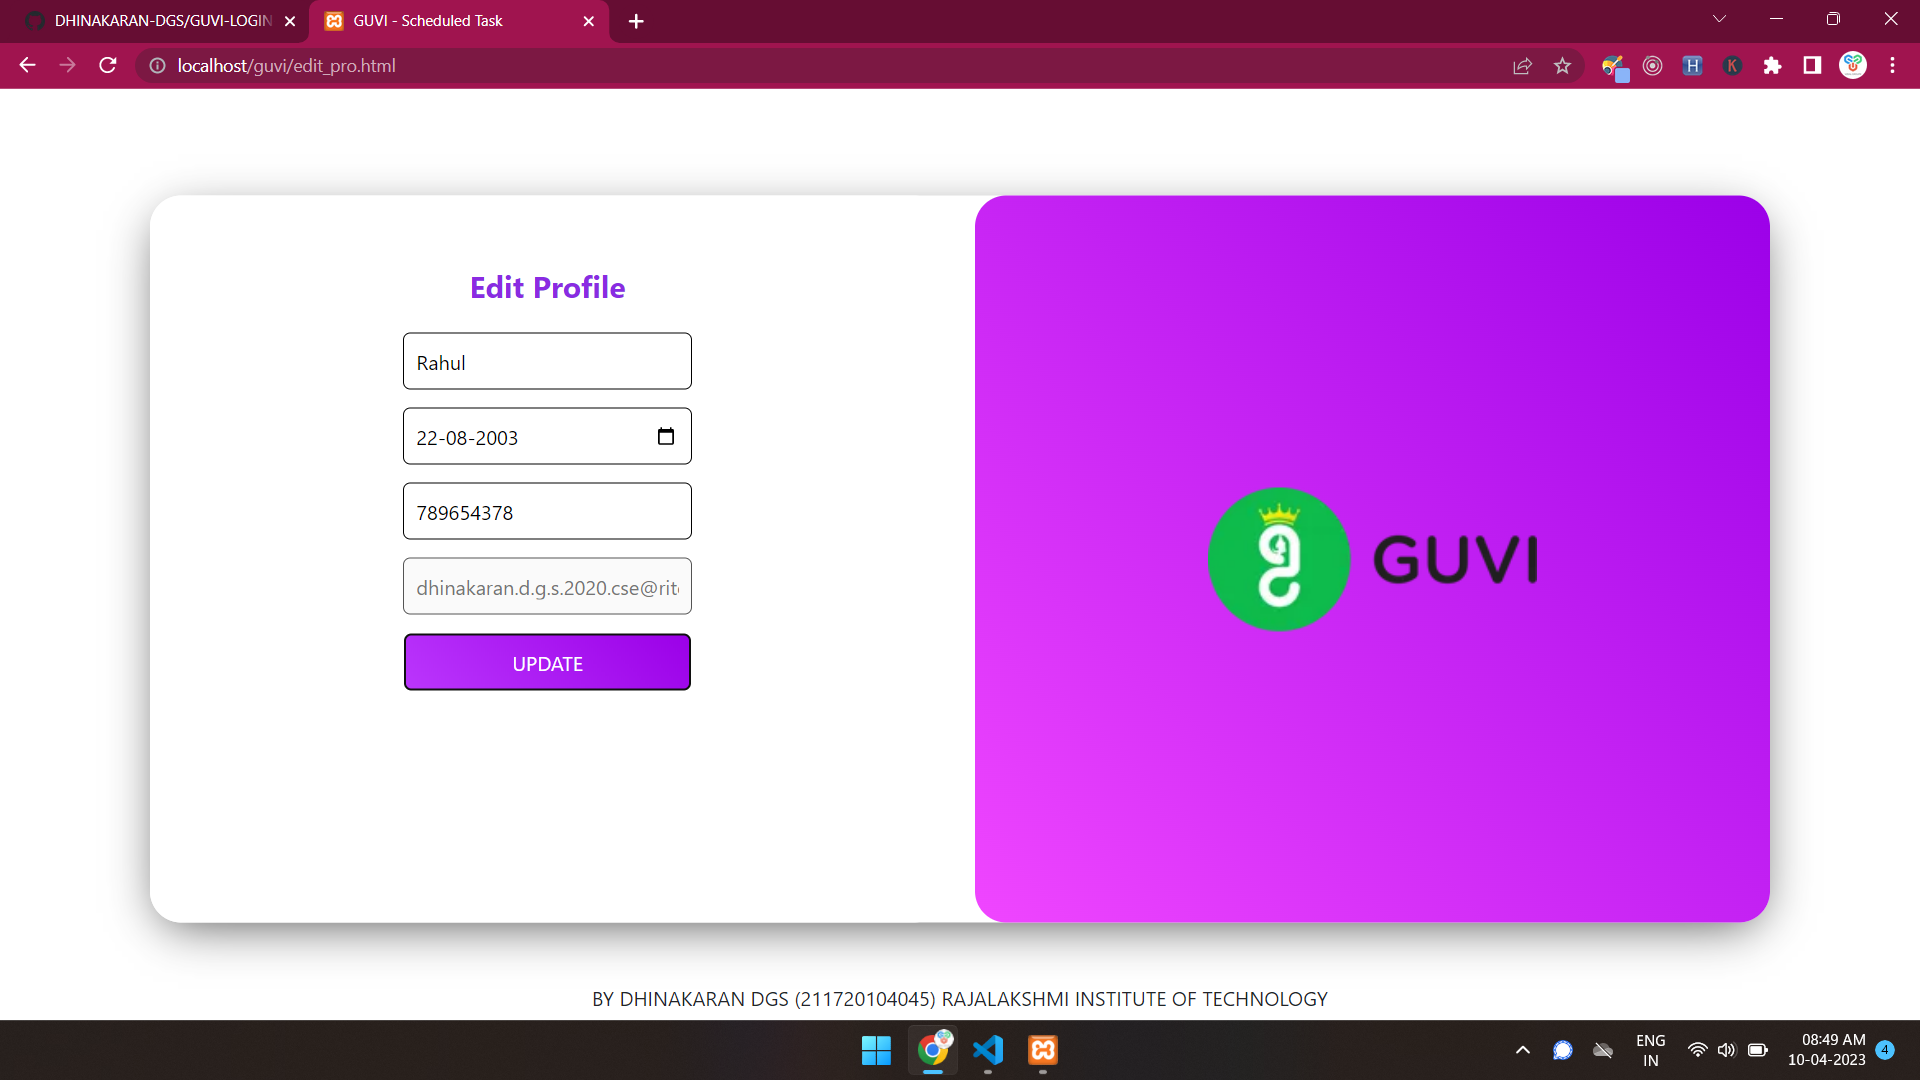 DHINAKARAN-DGS/GUVI-LOGIN
GUVI - Scheduled Task
localhost/guvi/edit_pro.html
H
K
Edit Profile
Rahul
22-08-2003
789654378
dhinakaran.d.g.s.2020.cse@rit
UPDATE
GUVI
BY DHINAKARAN DGS (211720104045) RAJALAKSHMI INSTITUTE OF TECHNOLOGY
ENG
IN
08:49 AM
10-04-2023
4